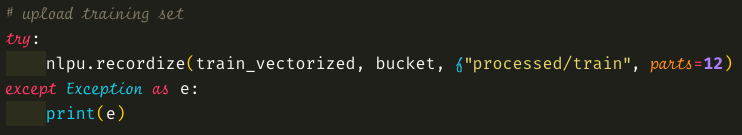 # upload training set
try:
    nlpu.recordize(train_vectorized, bucket, f"processed/train", parts=12)
except Exception as e:
    print(e)